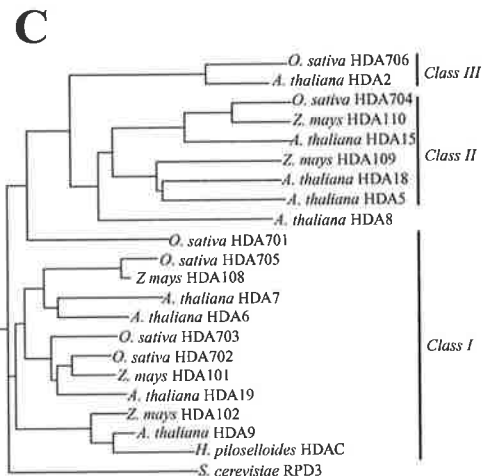 C
O. sativa HDA706
A. thaliana HDA2
Class III
O. sativa HDA704
Z. mays HDA110
A. thaliana HDA15
Z. mays HDA109
A. thaliana HDA18
A. thaliana HDA5
Class II
A. thaliana HDA8
O. sativa HDA701
O. sativa HDA705
Z mays HDA108
A. thaliana HDA7
A. thaliana HDA6
O. sativa HDA703
O. sativa HDA702
Z. mays HDA101
A. thaliana HDA19
Z. mays HDA102
A. thaliana HDA9
H. piloselloides HDAC
Class I
S. cerevisiae RPD3